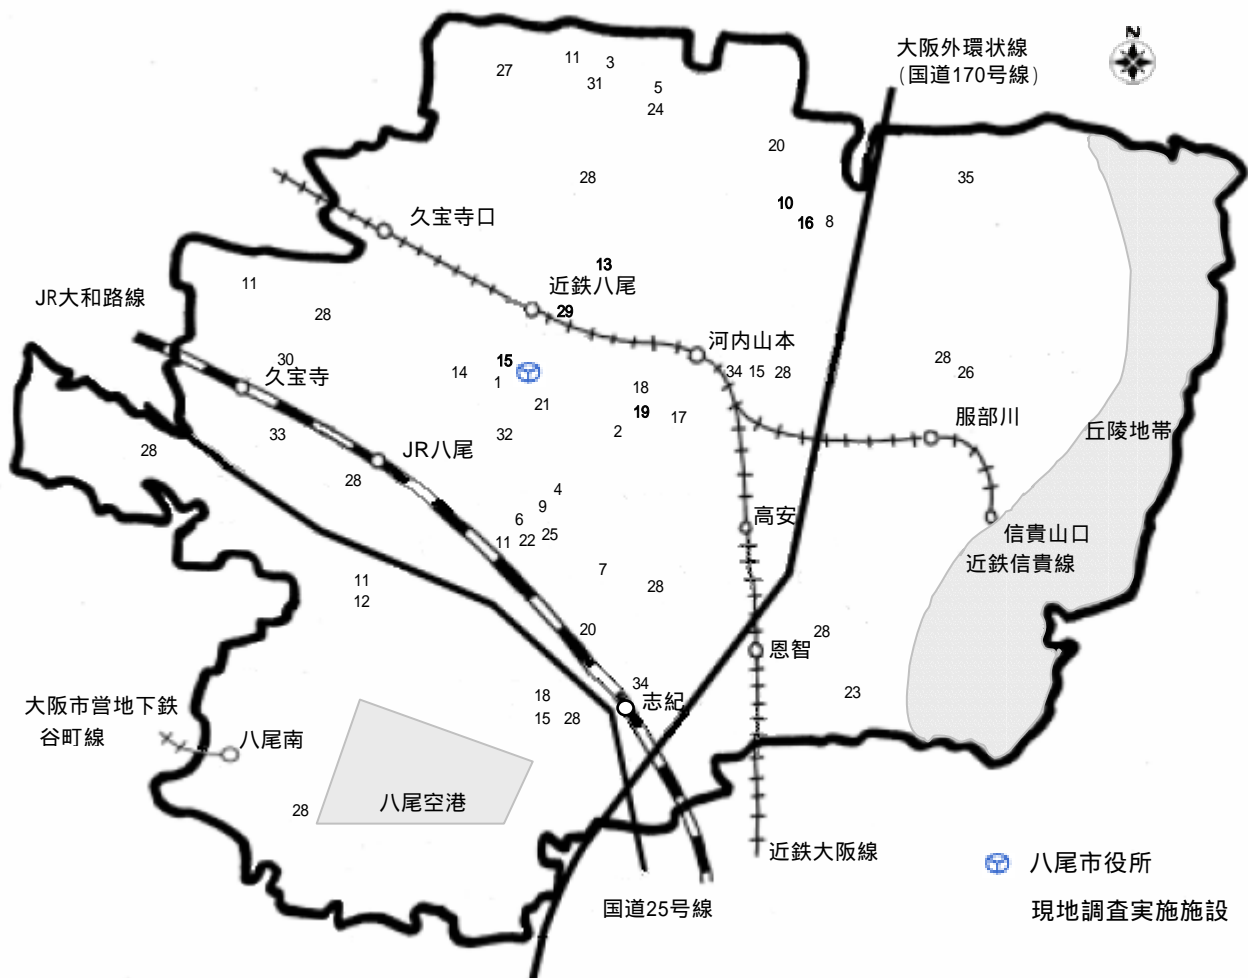 N
大阪外環状線
(国道170号線)
11
3
27
31
5
24
20
28
35
10
16
8
久宝寺口
13
近鉄八尾
29
11
JR大和路線
28
河内山本
30
久宝寺
15
14
1
18
34
15
28
28
26
21
19
17
2
服部川
33
32
丘陵地帯
28
JR八尾
28
4
9
6
高安
信貴山口
近鉄信貴線
11
22
25
7
28
11
12
20
28
恩智
34
志紀
23
18
15
28
大阪市営地下鉄
谷町線
八尾南
28
八尾空港
近鉄大阪線
八尾市役所
国道25号線
現地調査実施施設